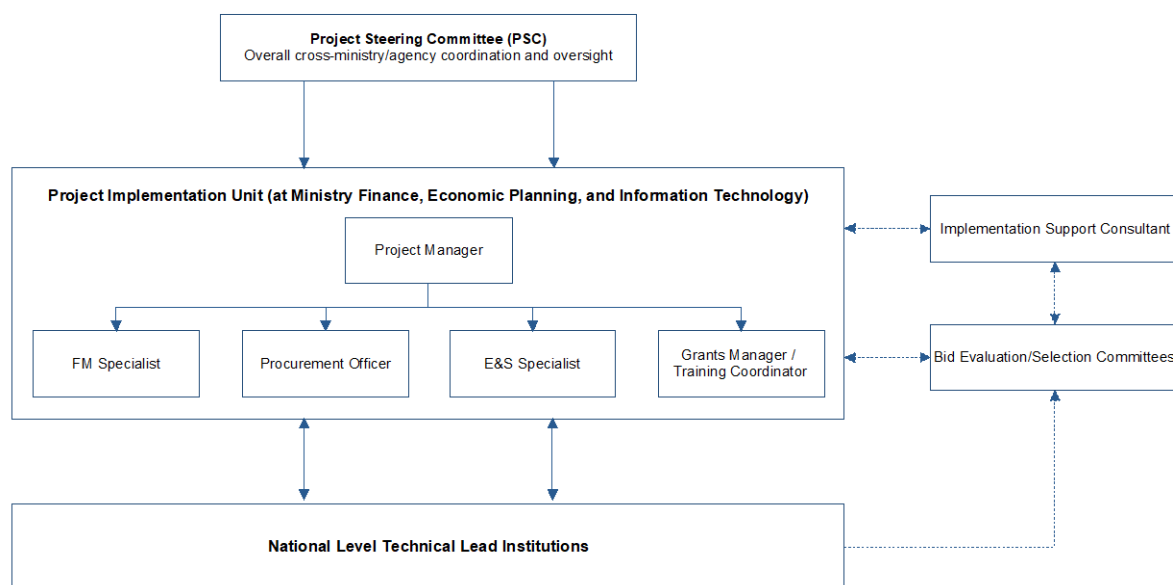 Project Steering Committee (PSC)
Overall cross-ministry/agency coordination and oversight
Project Implementation Unit (at Ministry Finance, Economic Planning, and Information Technology)
Project Manager
FM Specialist
Procurement Officer
E&S Specialist
Grants Manager /
Training Coordinator
Implementation Support Consultant
Bid Evaluation/Selection Committees
National Level Technical Lead Institutions